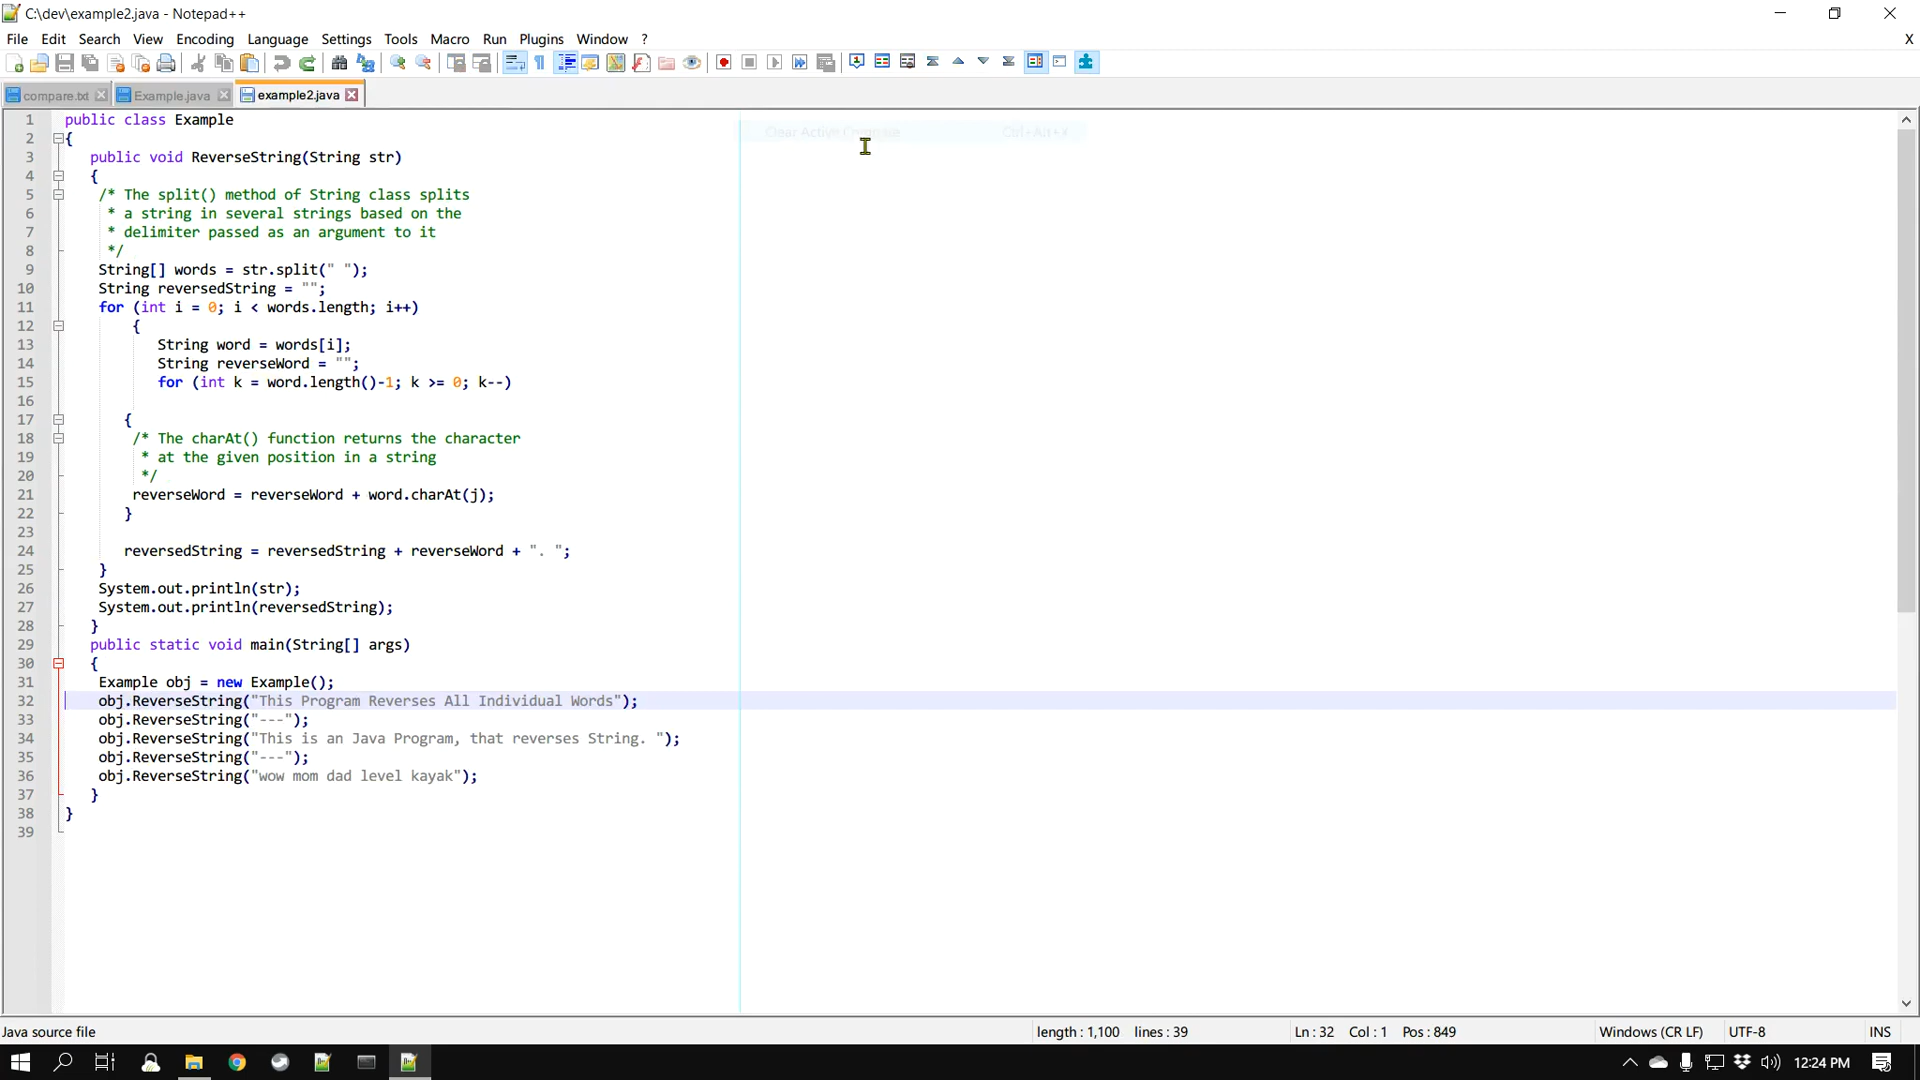 C:\dev\example2.java - Notepad++
File Edit Search View Encoding Language Settings Tools Macro Run Plugins Window ? X
compare.txt Example.java example2.java
Clear Active Compare Ctrl+Alt+X
1 public class Example
2 {
3 public void ReverseString(String str)
4 {
5 /* The split() method of String class splits
6 * a string in several strings based on the
7 * delimiter passed as an argument to it
8 */
9 String[] words = str.split(" ");
10 String reversedString = "";
11 for (int i = 0; i < words.length; i++)
12 {
13 String word = words[i];
14 String reverseWord = "";
15 for (int k = word.length()-1; k >= 0; k--)
16
17 {
18 /* The charAt() function returns the character
19 * at the given position in a string
20 */
21 reverseWord = reverseWord + word.charAt(j);
22 }
23
24 reversedString = reversedString + reverseWord + ". ";
25 }
26 System.out.println(str);
27 System.out.println(reversedString);
28 }
29 public static void main(String[] args)
30 {
31 Example obj = new Example();
32 obj.ReverseString("This Program Reverses All Individual Words");
33 obj.ReverseString("---");
34 obj.ReverseString("This is an Java Program, that reverses String. ");
35 obj.ReverseString("---");
36 obj.ReverseString("wow mom dad level kayak");
37 }
38 }
39
Java source file length : 1,100 lines : 39 Ln : 32 Col : 1 Pos : 849 Windows (CR LF) UTF-8 INS
12:24 PM